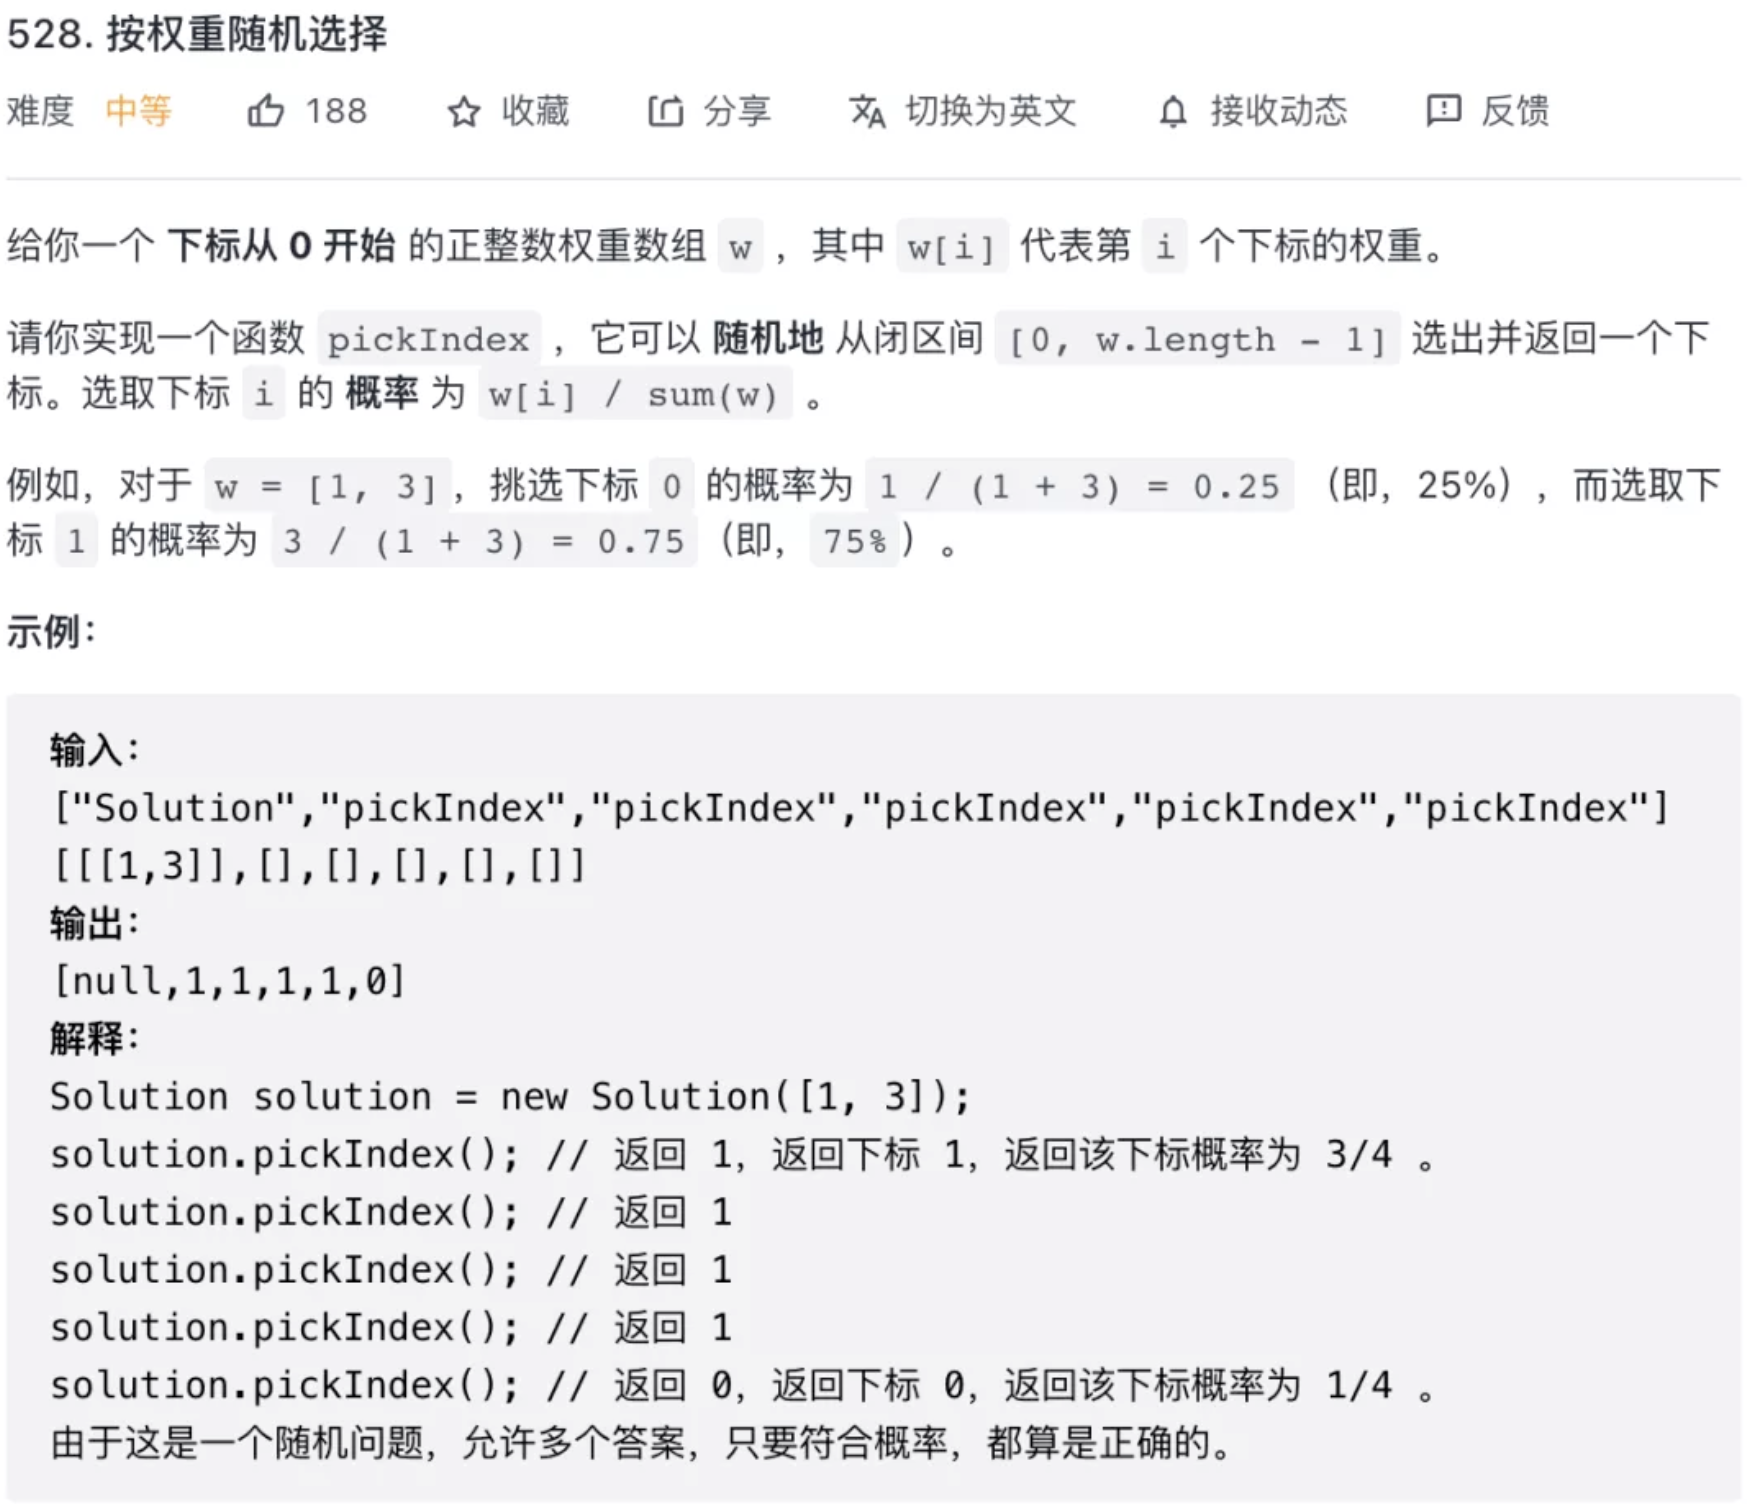 528. 按权重随机选择
难度 中等 188 收藏 分享 切换为英文 接收动态 反馈
给你一个 下标从 0 开始 的正整数权重数组 w ，其中 w[i] 代表第 i 个下标的权重。
请你实现一个函数 pickIndex ，它可以 随机地 从闭区间 [0, w.length - 1] 选出并返回一个下
标。选取下标 i 的 概率 为 w[i] / sum(w) 。
例如，对于 w = [1, 3]，挑选下标 0 的概率为 1 / (1 + 3) = 0.25 （即，25%），而选取下
标 1 的概率为 3 / (1 + 3) = 0.75（即，75%）。
示例：
输入：
["Solution","pickIndex","pickIndex","pickIndex","pickIndex","pickIndex"]
[[[1,3]],[],[],[],[],[]]
输出：
[null,1,1,1,1,0]
解释：
Solution solution = new Solution([1, 3]);
solution.pickIndex(); // 返回 1，返回下标 1，返回该下标概率为 3/4 。
solution.pickIndex(); // 返回 1
solution.pickIndex(); // 返回 1
solution.pickIndex(); // 返回 1
solution.pickIndex(); // 返回 0，返回下标 0，返回该下标概率为 1/4 。
由于这是一个随机问题，允许多个答案，只要符合概率，都算是正确的。